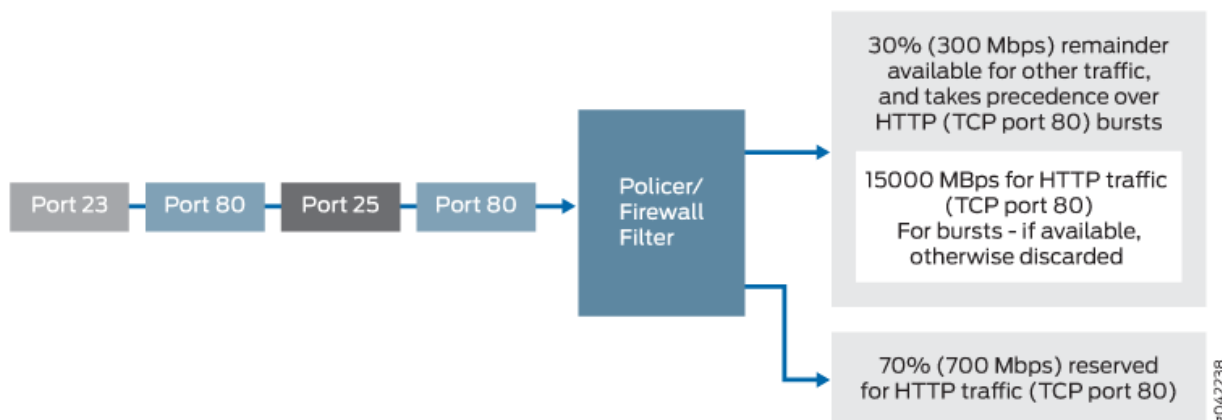 Port 23
Port 80
Port 25
Port 80
Policer/
Firewall
Filter
30% (300 Mbps) remainder
available for other traffic,
and takes precedence over
HTTP (TCP port 80) bursts
15000 MBps for HTTP traffic
(TCP port 80)
For bursts - if available,
otherwise discarded
70% (700 Mbps) reserved
for HTTP traffic (TCP port 80)